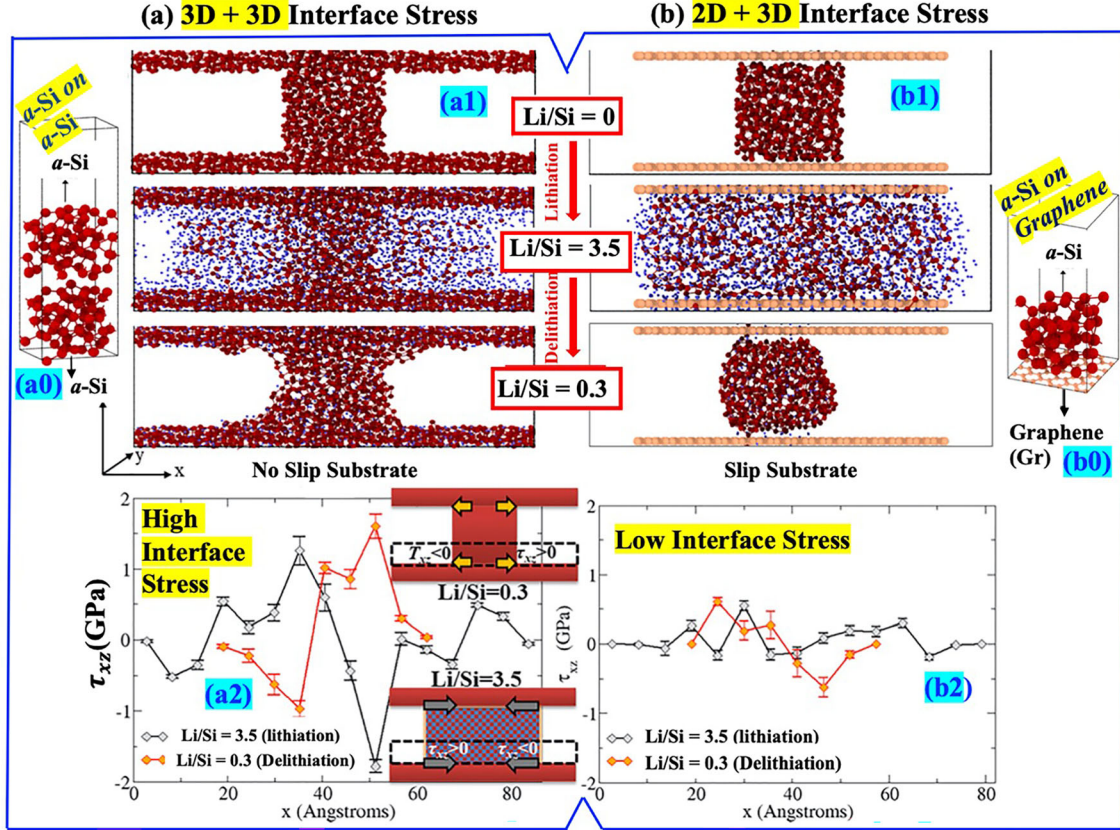 (a) 3D + 3D Interface Stress
(b) 2D + 3D Interface Stress
a-Si on
a-Si
a-Si
(a0)
a-Si
(a1)
Li/Si = 0
Lithiation
Li/Si = 3.5
Delithiation
Li/Si = 0.3
(b1)
a-Si on
Graphene
a-Si
Graphene
(Gr)
(b0)
y
x
No Slip Substrate
Slip Substrate
High
Interface
Stress
τxz(GPa)
2
1
0
-1
-2
(a2)
Li/Si = 3.5 (lithiation)
Li/Si = 0.3 (Delithiation)
-20
0
20
40
60
80
x (Angstroms)
Txz<0
τxz>0
Li/Si=0.3
Li/Si=3.5
τxz>0
τxz<0
Low Interface Stress
τxz (GPa)
2
1
0
-1
-2
(b2)
Li/Si = 3.5 (lithiation)
Li/Si = 0.3 (Delithiation)
0
20
40
60
80
x (Angstroms)